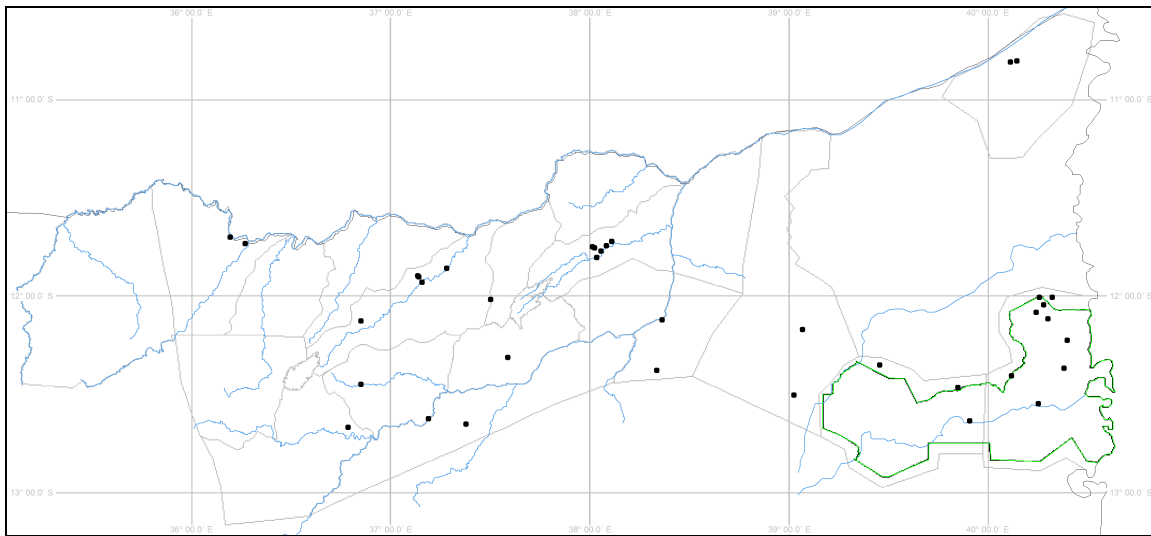 36° 00.0´ E 37° 00.0´ E 38° 00.0´ E 39° 00.0´ E 40° 00.0´ E
11° 00.0´ S 11° 00.0´ S
12° 00.0´ S 12° 00.0´ S
13° 00.0´ S 13° 00.0´ S
36° 00.0´ E 37° 00.0´ E 38° 00.0´ E 39° 00.0´ E 40° 00.0´ E